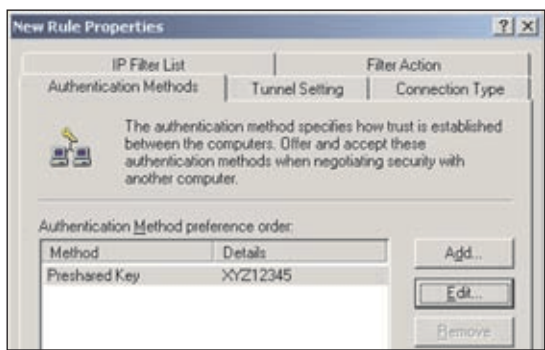 New Rule Properties
IP Filter List
Filter Action
Authentication Methods
Tunnel Setting
Connection Type
The authentication method specifies how trust is established
between the computers. Offer and accept these
authentication methods when negotiating security with
another computer.
Authentication Method preference order:
Method Details
Preshared Key XYZ12345
Add...
Edit...
Remove